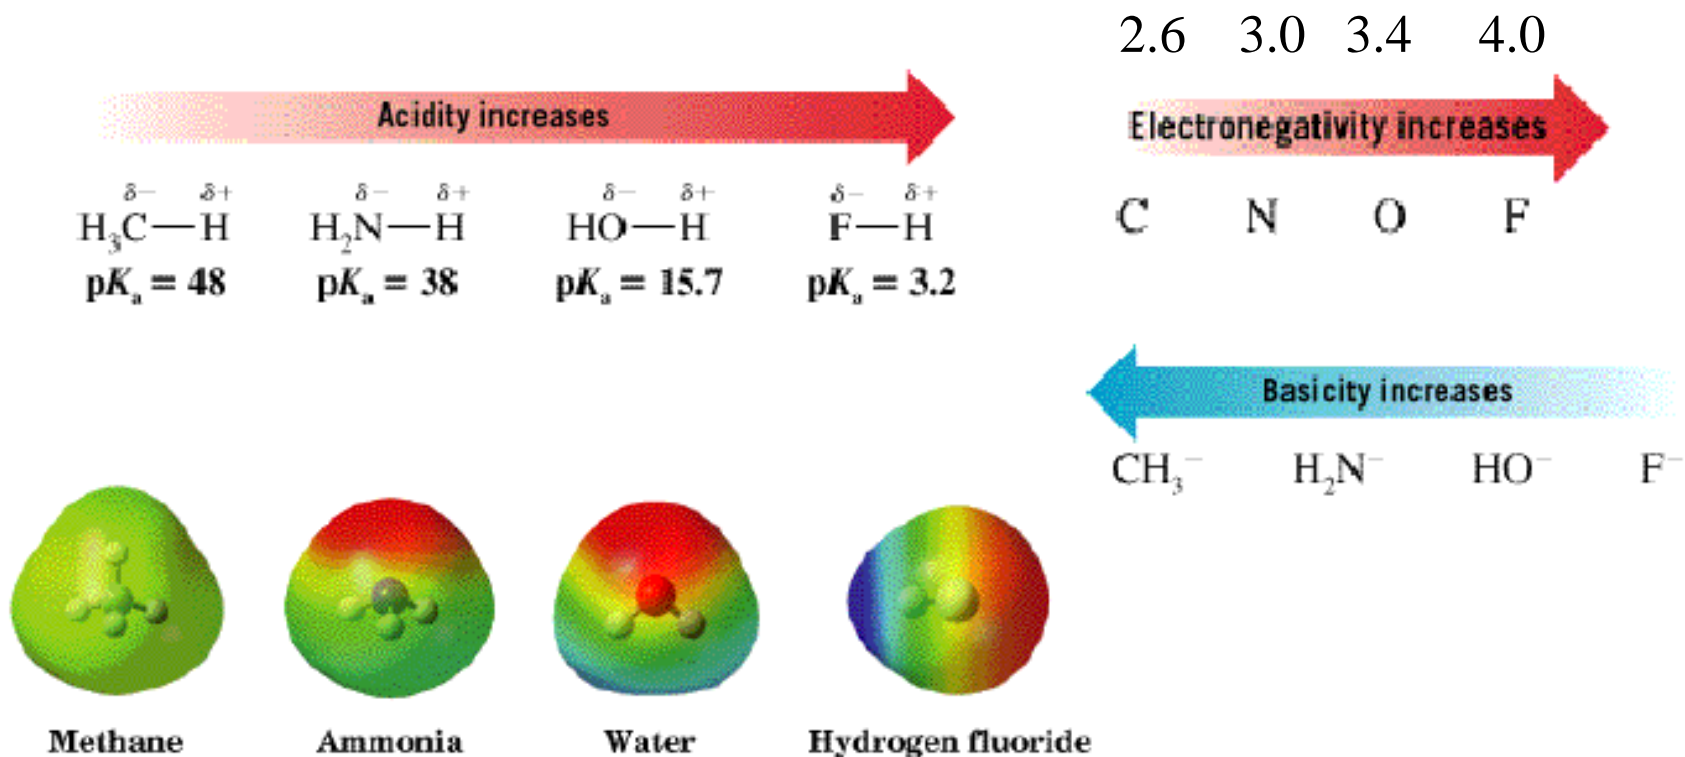 2.6 3.0 3.4 4.0
Acidity increases
Electronegativity increases
δ− δ+ δ− δ+ δ− δ+ δ− δ+
H₃C—H H₂N—H HO—H F—H
C N O F
pKₐ = 48 pKₐ = 38 pKₐ = 15.7 pKₐ = 3.2
Basicity increases
CH₃⁻ H₂N⁻ HO⁻ F⁻
Methane Ammonia Water Hydrogen fluoride